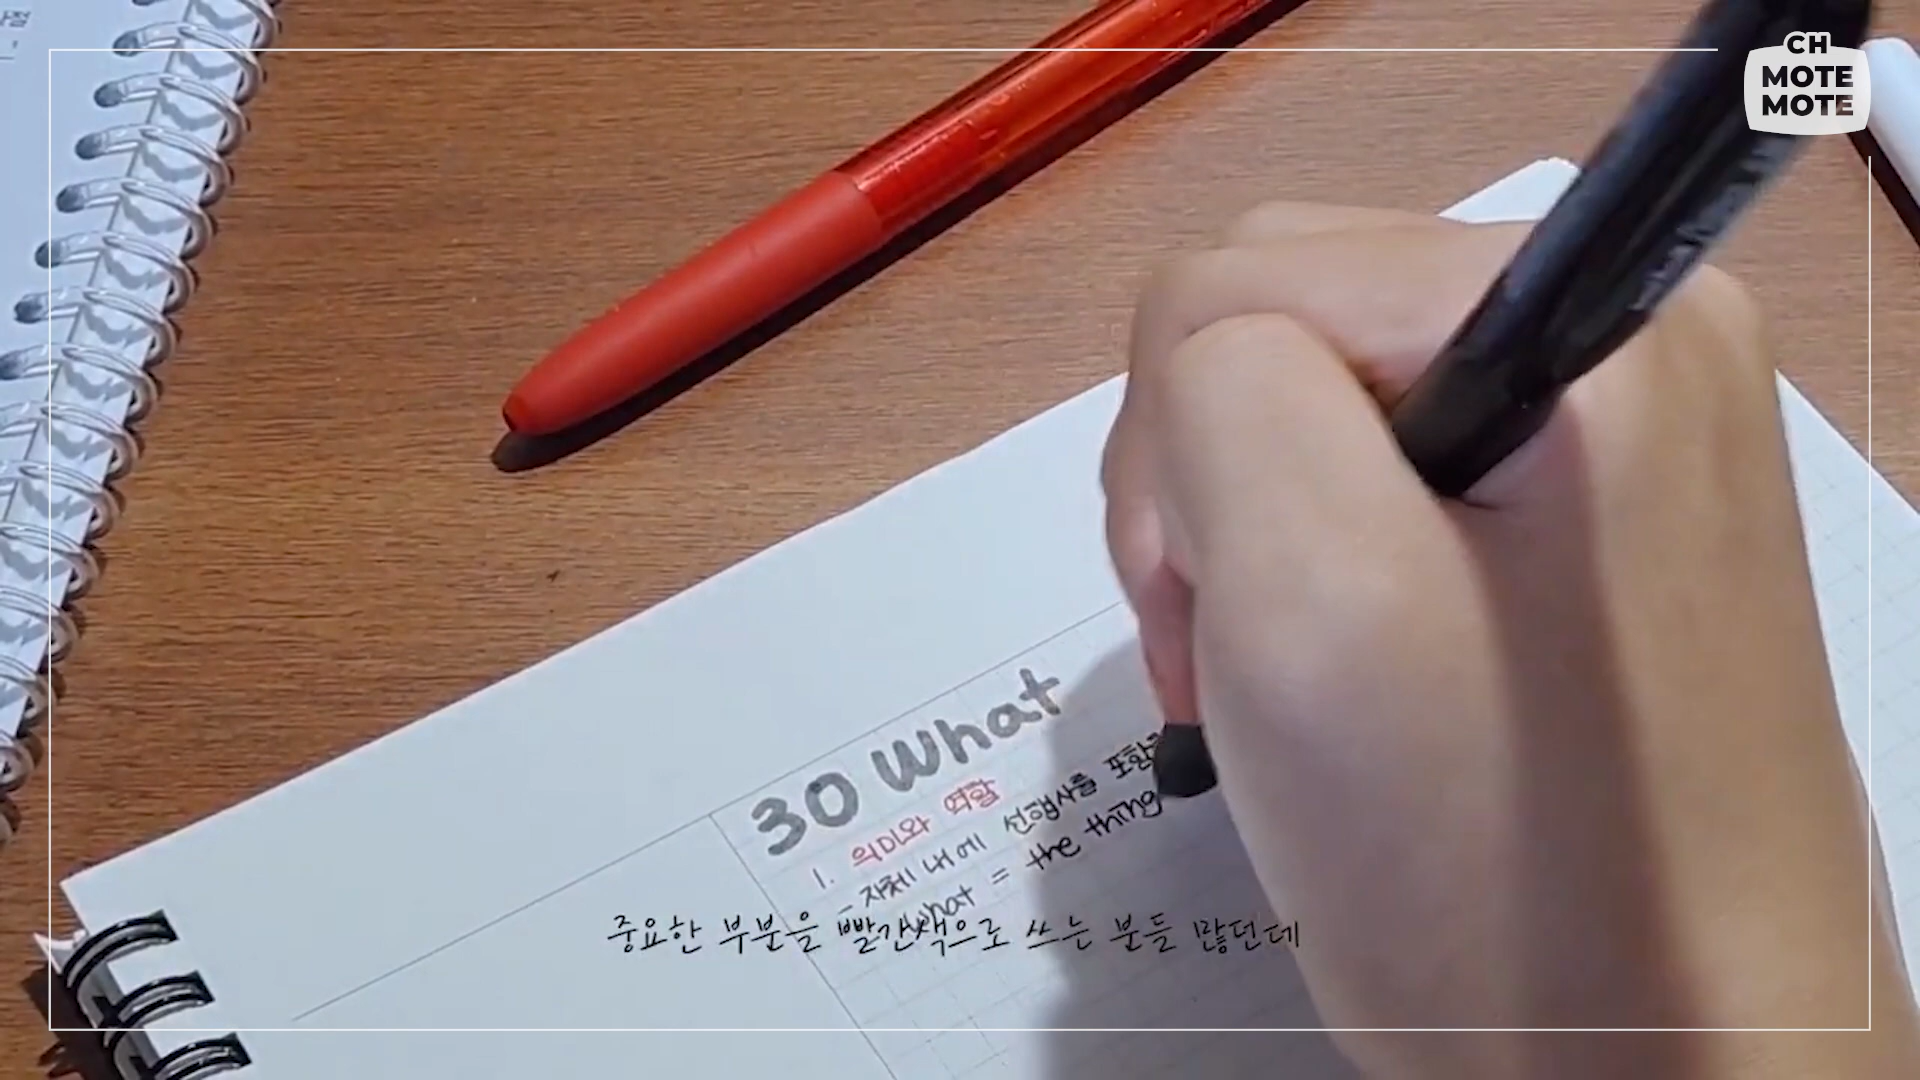 CH
MOTE
MOTE
30 What
1. 의미와 역할
- 자체 내에 선행사를 포함
what = the thing
중요한 부분을 빨간색으로 쓰는 분들 많던데